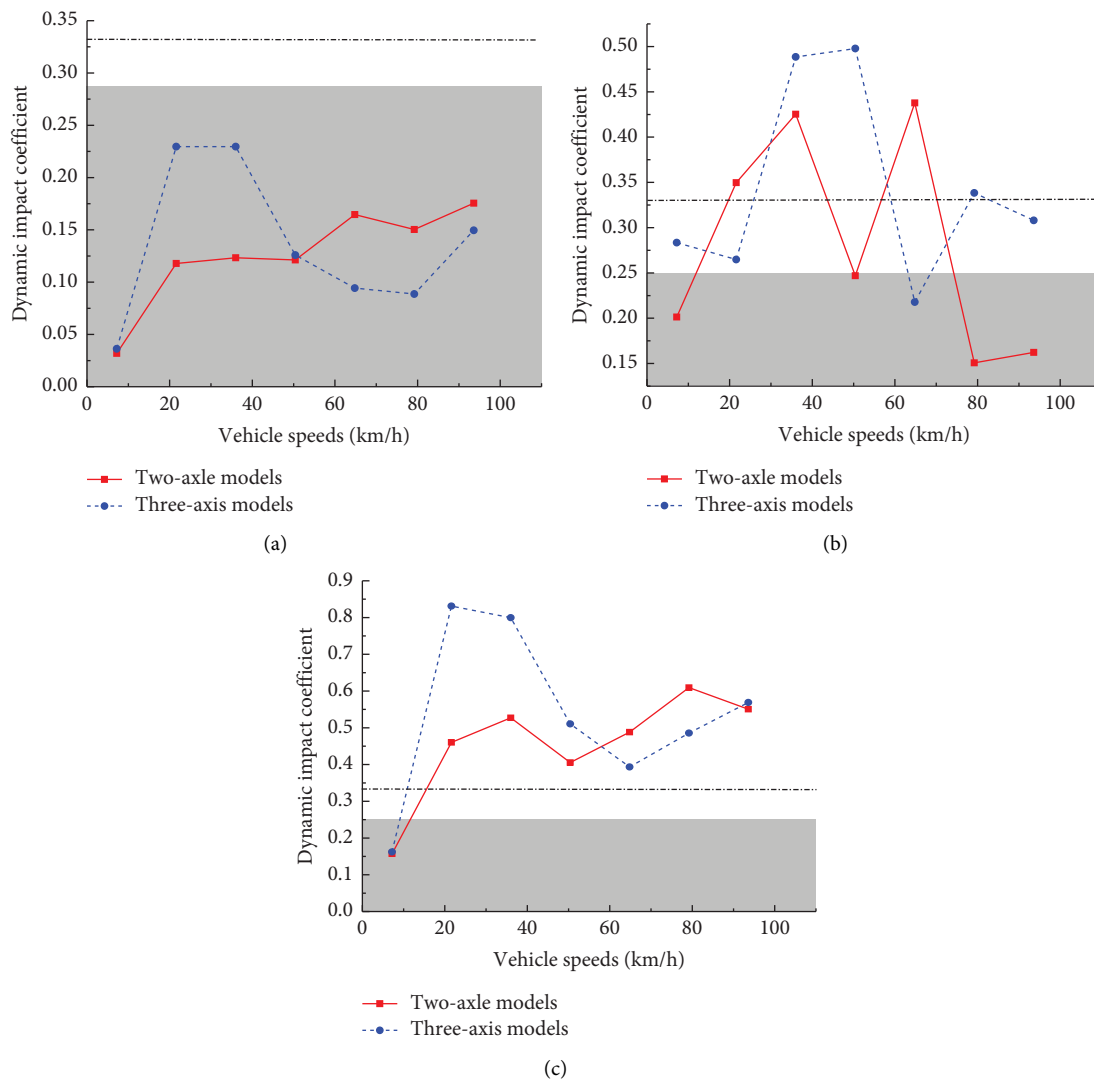 0.35
0.30
0.25
0.20
0.15
0.10
0.05
0.00
Dynamic impact coefficient
0 20 40 60 80 100
Vehicle speeds (km/h)
Two-axle models
Three-axis models
(a)
0.50
0.45
0.40
0.35
0.30
0.25
0.20
0.15
Dynamic impact coefficient
0 20 40 60 80 100
Vehicle speeds (km/h)
Two-axle models
Three-axis models
(b)
0.9
0.8
0.7
0.6
0.5
0.4
0.3
0.2
0.1
0.0
Dynamic impact coefficient
0 20 40 60 80 100
Vehicle speeds (km/h)
Two-axle models
Three-axis models
(c)